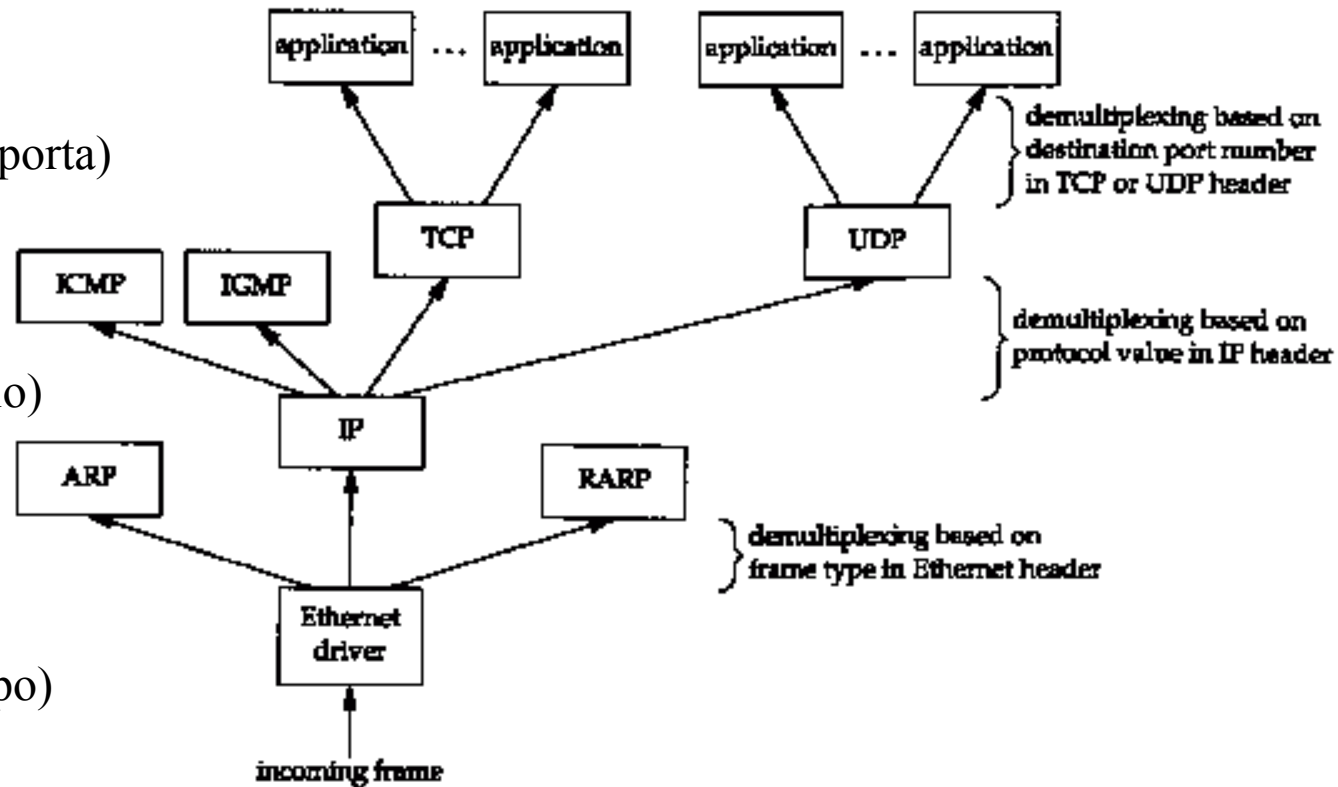 application ... application
application ... application
demultiplexing based on
destination port number
in TCP or UDP header
porta)
TCP
UDP
ICMP
IGMP
demultiplexing based on
protocol value in IP header
o)
IP
ARP
RARP
demultiplexing based on
frame type in Ethernet header
Ethernet
driver
po)
incoming frame